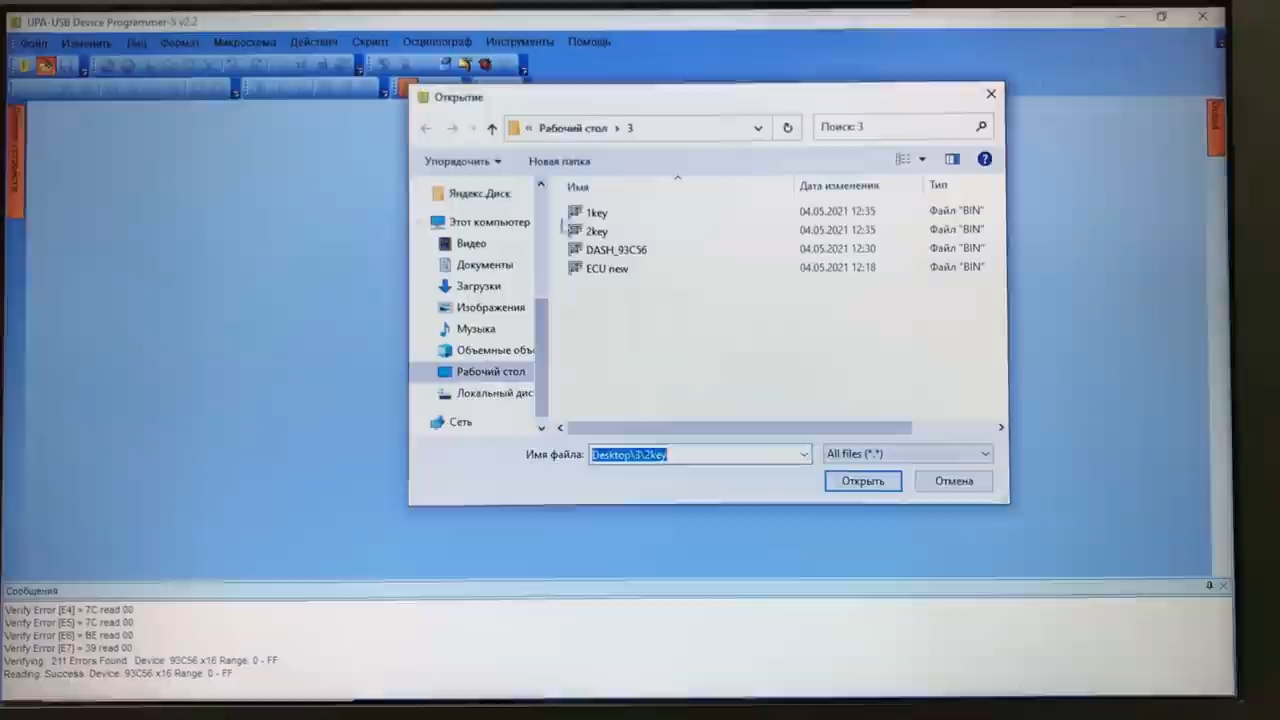 UPA-USB Device Programmer-S v2.2
Файл Изменить Вид Формат Микросхема Действия Скрипт Осциллограф Инструменты Помощь
Открытие
« Рабочий стол › 3
Поиск: 3
Упорядочить Новая папка
Имя Дата изменения Тип
Яндекс.Диск
Этот компьютер
Видео
Документы
Загрузки
Изображения
Музыка
Объемные объ
Рабочий стол
Локальный дис
Сеть
1key 04.05.2021 12:35 Файл "BIN"
2key 04.05.2021 12:35 Файл "BIN"
DASH_93C56 04.05.2021 12:30 Файл "BIN"
ECU new 04.05.2021 12:18 Файл "BIN"
Имя файла: Desktop\3\2key All files (*.*)
Открыть Отмена
Сообщения
Verify Error [E4] = 7C read 00
Verify Error [E5] = 7C read 00
Verify Error [E6] = BE read 00
Verify Error [E7] = 39 read 00
Verifying: 211 Errors Found Device: 93C56 x16 Range: 0 - FF
Reading: Success. Device: 93C56 x16 Range: 0 - FF